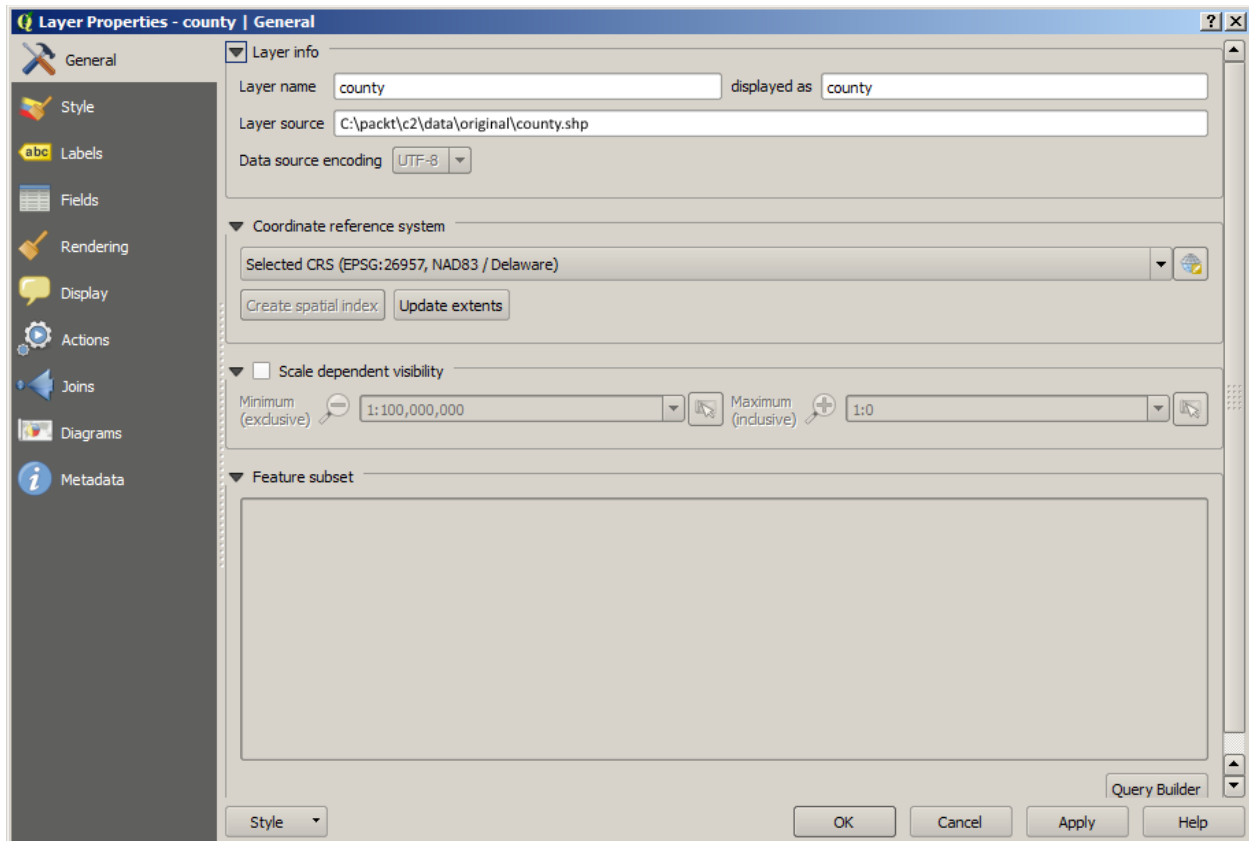 Layer Properties - county | General
General
Style
Labels
Fields
Rendering
Display
Actions
Joins
Diagrams
Metadata
abc
Layer info
Layer name county displayed as county
Layer source C:\packt\c2\data\original\county.shp
Data source encoding UTF-8
Coordinate reference system
Selected CRS (EPSG:26957, NAD83 / Delaware)
Create spatial index Update extents
Scale dependent visibility
Minimum
(exclusive) 1:100,000,000
Maximum
(inclusive) 1:0
Feature subset
Query Builder
Style OK Cancel Apply Help